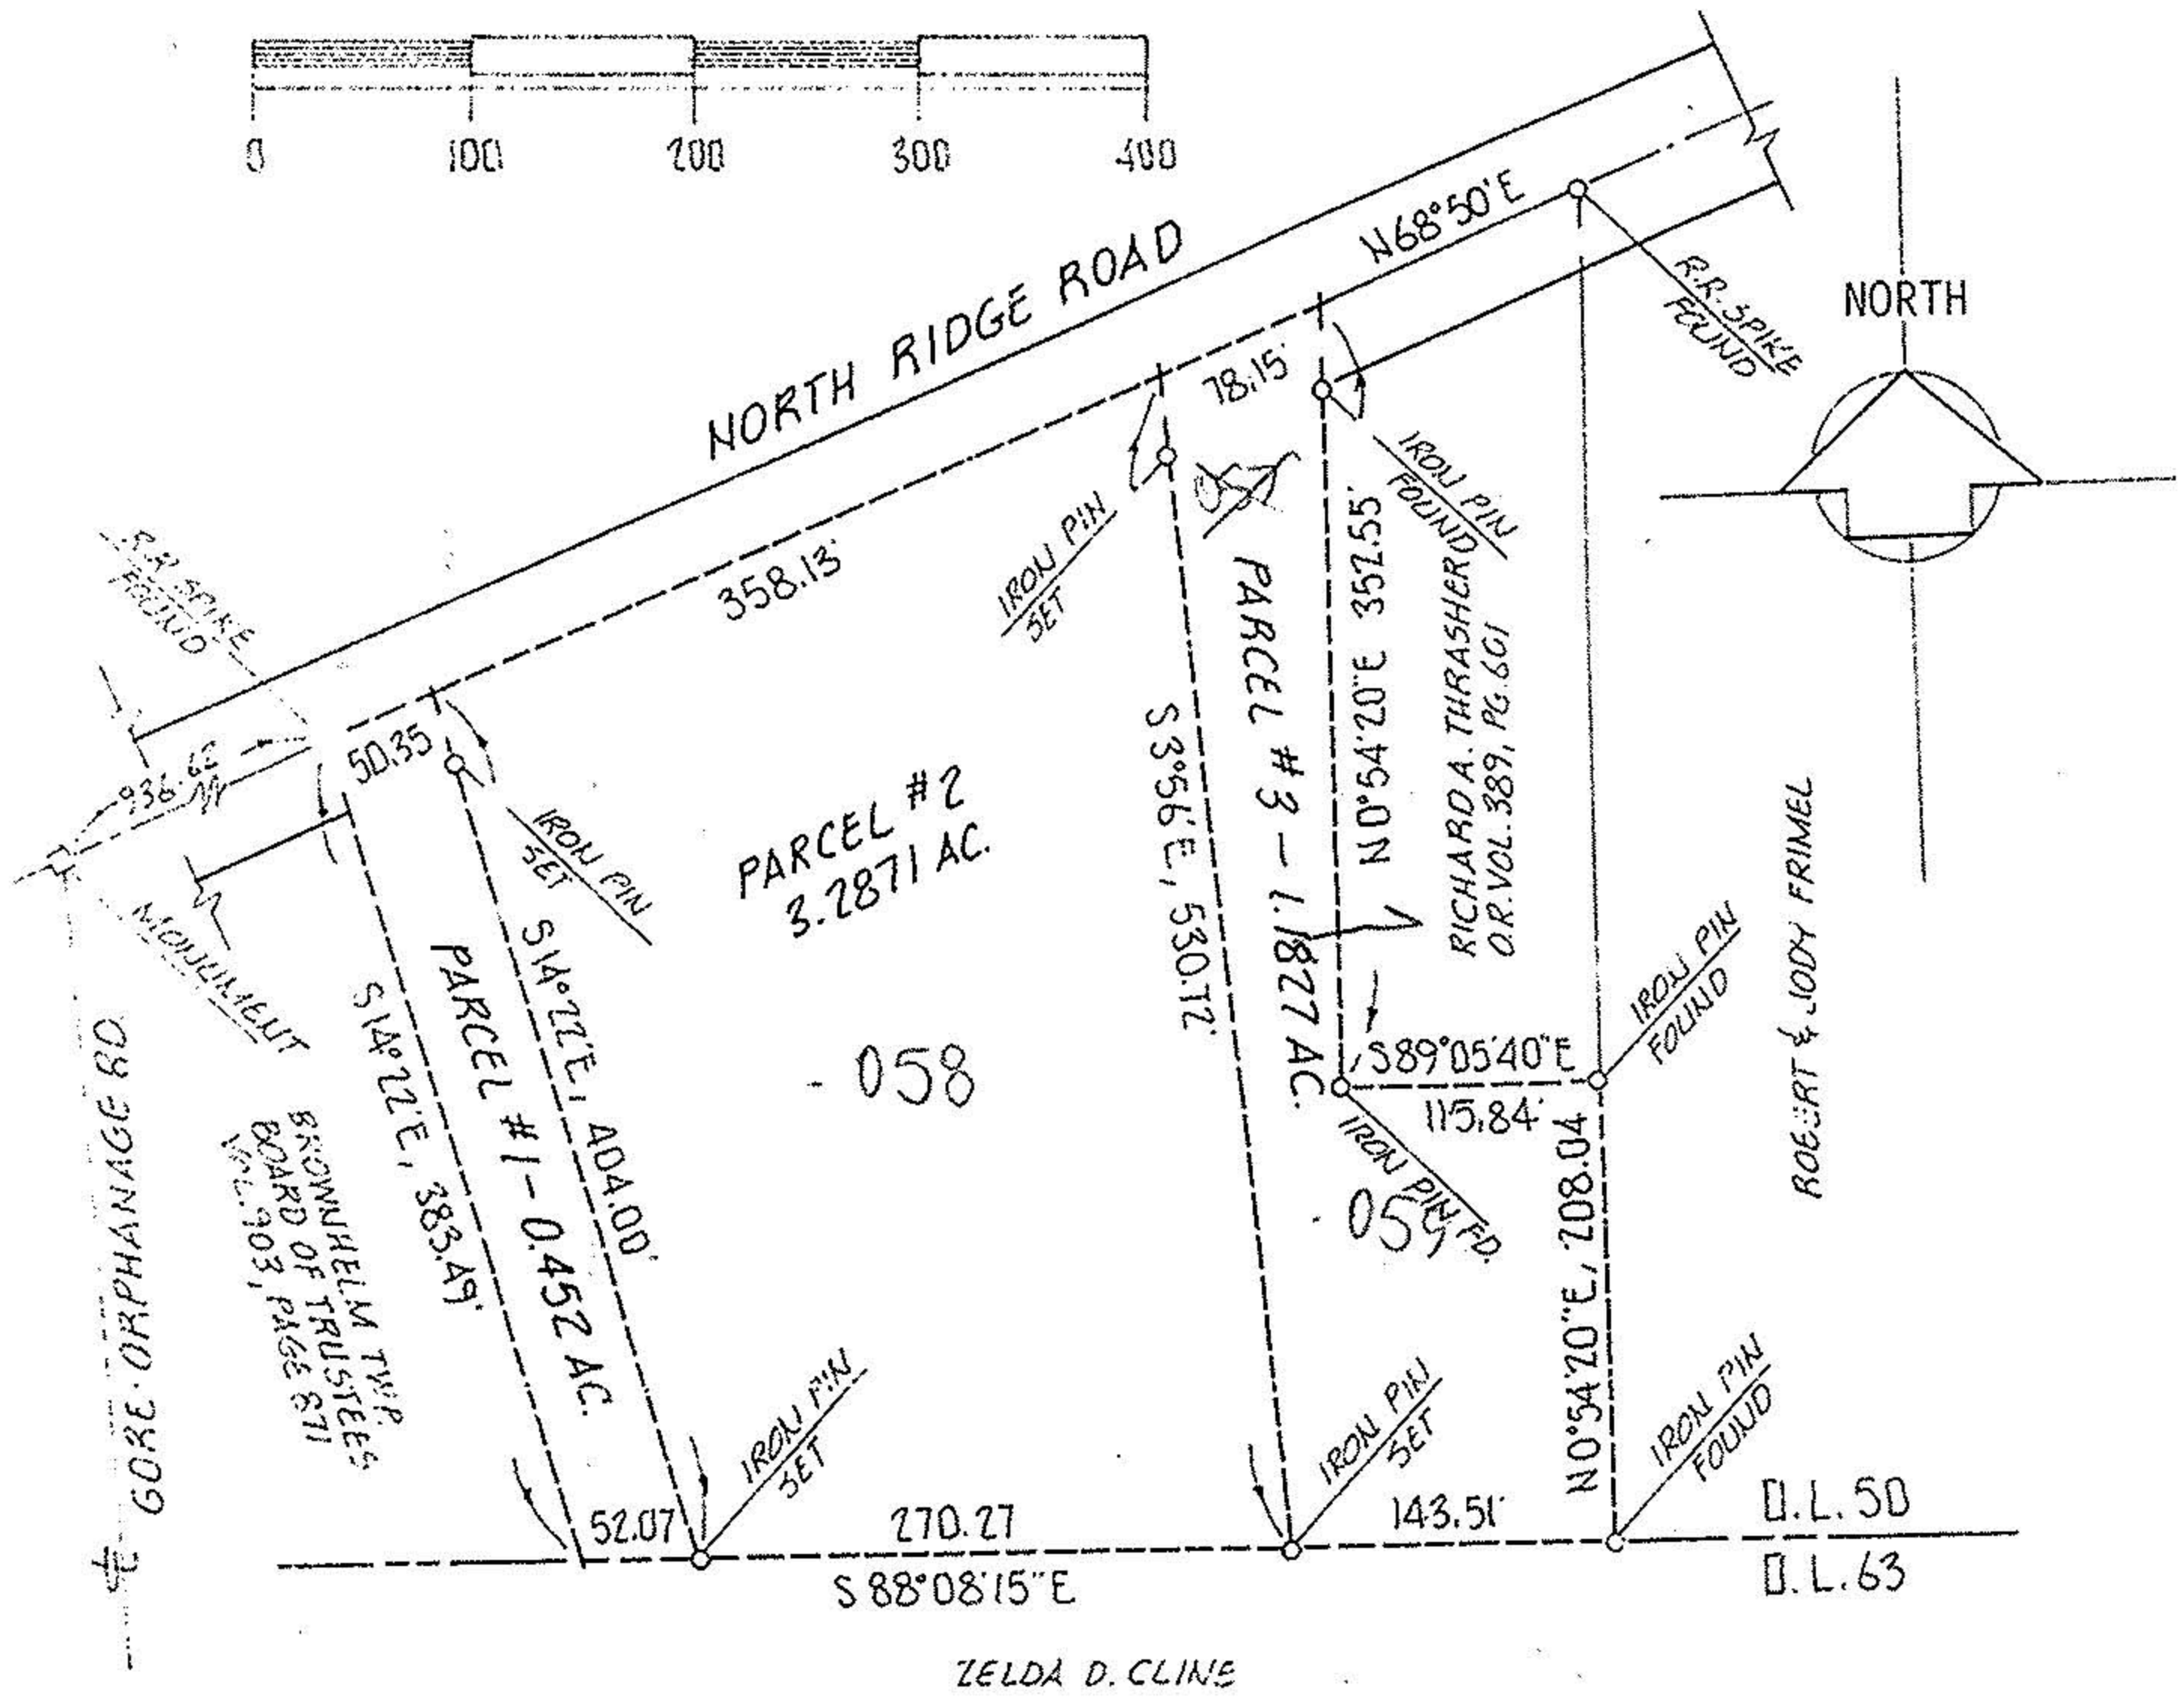 0 100 200 300 400
NORTH RIDGE ROAD
N68°50'E
R.R. SPIKE
FOUND
NORTH
78.15'
IRON PIN
FOUND
IRON PIN
SET
358.13'
R.R. SPIKE
FOUND
50.35
936.62
MONUMENT
IRON PIN
SET
PARCEL #2
3.2871 AC.
S 3°56'E, 530.72'
PARCEL #3 - 1.1827 AC.
N0°54'20"E 352.55'
RICHARD A. THRASHER
O.R. VOL. 389, PG. 601
ROBERT & JODY FRIMEL
IRON PIN
FOUND
S89°05'40"E
115.84'
IRON PIN FD.
- 058
- 059
S14°22'E, 383.49'
PARCEL #1 - 0.452 AC.
S14°22'E, 404.00'
BROWNHELM TWP.
BOARD OF TRUSTEES
VOL. 903, PAGE 871
GORE-ORPHANAGE RD.
N0°54'20"E, 208.04
IRON PIN
SET
IRON PIN
SET
IRON PIN
FOUND
52.07
270.27
143.51'
S 88°08'15"E
O.L. 50
O.L. 63
ZELDA D. CLINE